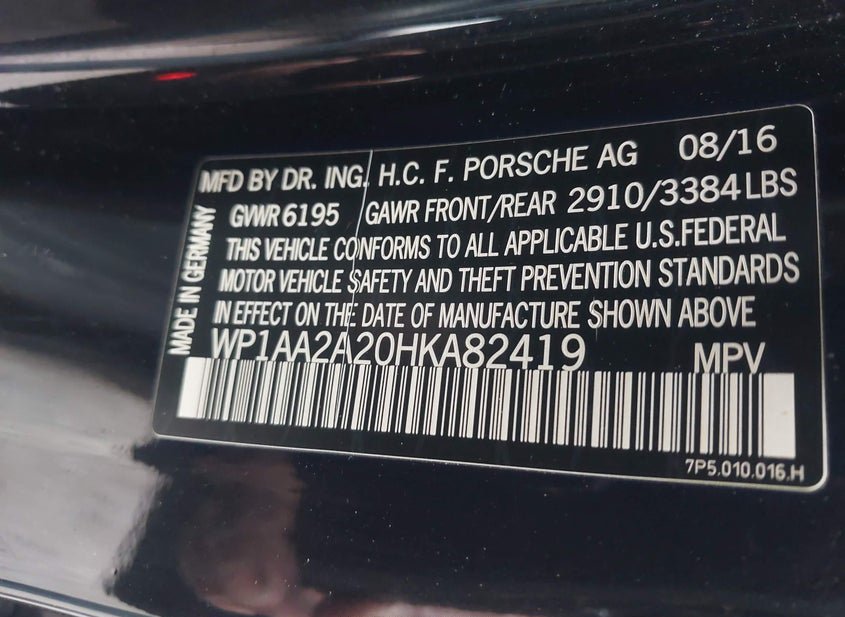 MFD BY DR. ING. H.C. F. PORSCHE AG 08/16
GVWR 6195 GAWR FRONT/REAR 2910/3384LBS
THIS VEHICLE CONFORMS TO ALL APPLICABLE U.S.FEDERAL
MOTOR VEHICLE SAFETY AND THEFT PREVENTION STANDARDS
IN EFFECT ON THE DATE OF MANUFACTURE SHOWN ABOVE
WP1AA2A20HKA82419 MPV
MADE IN GERMANY
7P5.010.016.H